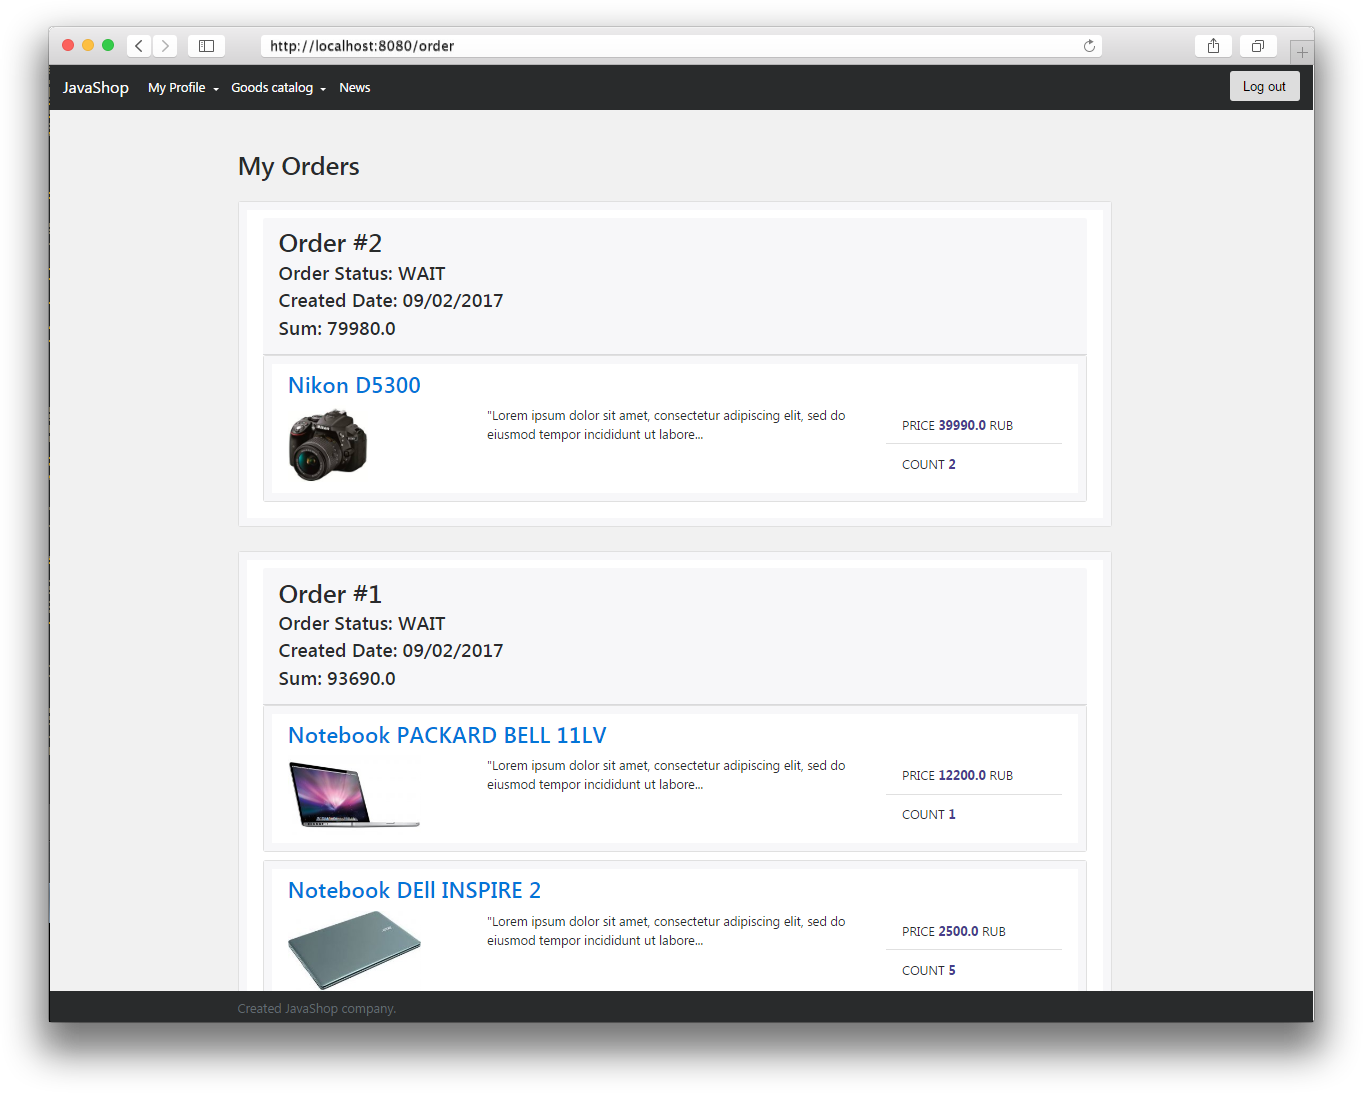 http://localhost:8080/order
JavaShop My Profile Goods catalog News Log out
My Orders
Order #2
Order Status: WAIT
Created Date: 09/02/2017
Sum: 79980.0
Nikon D5300
"Lorem ipsum dolor sit amet, consectetur adipiscing elit, sed do
eiusmod tempor incididunt ut labore...
PRICE 39990.0 RUB
COUNT 2
Order #1
Order Status: WAIT
Created Date: 09/02/2017
Sum: 93690.0
Notebook PACKARD BELL 11LV
"Lorem ipsum dolor sit amet, consectetur adipiscing elit, sed do
eiusmod tempor incididunt ut labore...
PRICE 12200.0 RUB
COUNT 1
Notebook DEll INSPIRE 2
"Lorem ipsum dolor sit amet, consectetur adipiscing elit, sed do
eiusmod tempor incididunt ut labore...
PRICE 2500.0 RUB
COUNT 5
Created JavaShop company.